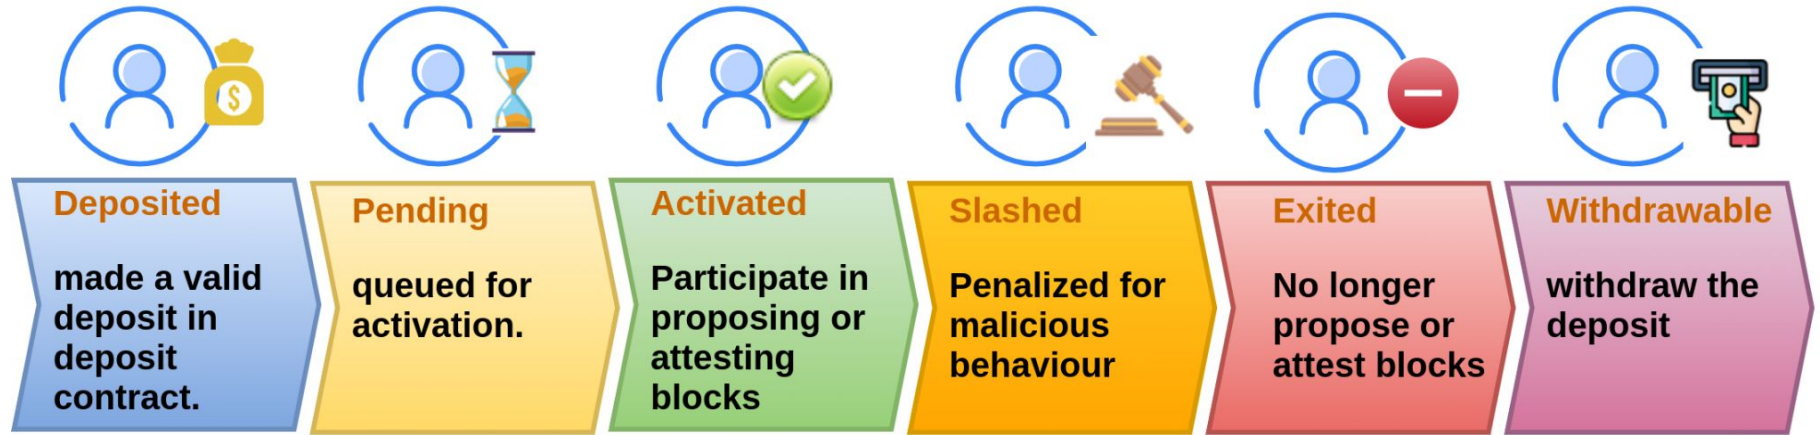 $
Deposited
made a valid
deposit in
deposit
contract.
Pending
queued for
activation.
Activated
Participate in
proposing or
attesting
blocks
Slashed
Penalized for
malicious
behaviour
Exited
No longer
propose or
attest blocks
Withdrawable
withdraw the
deposit